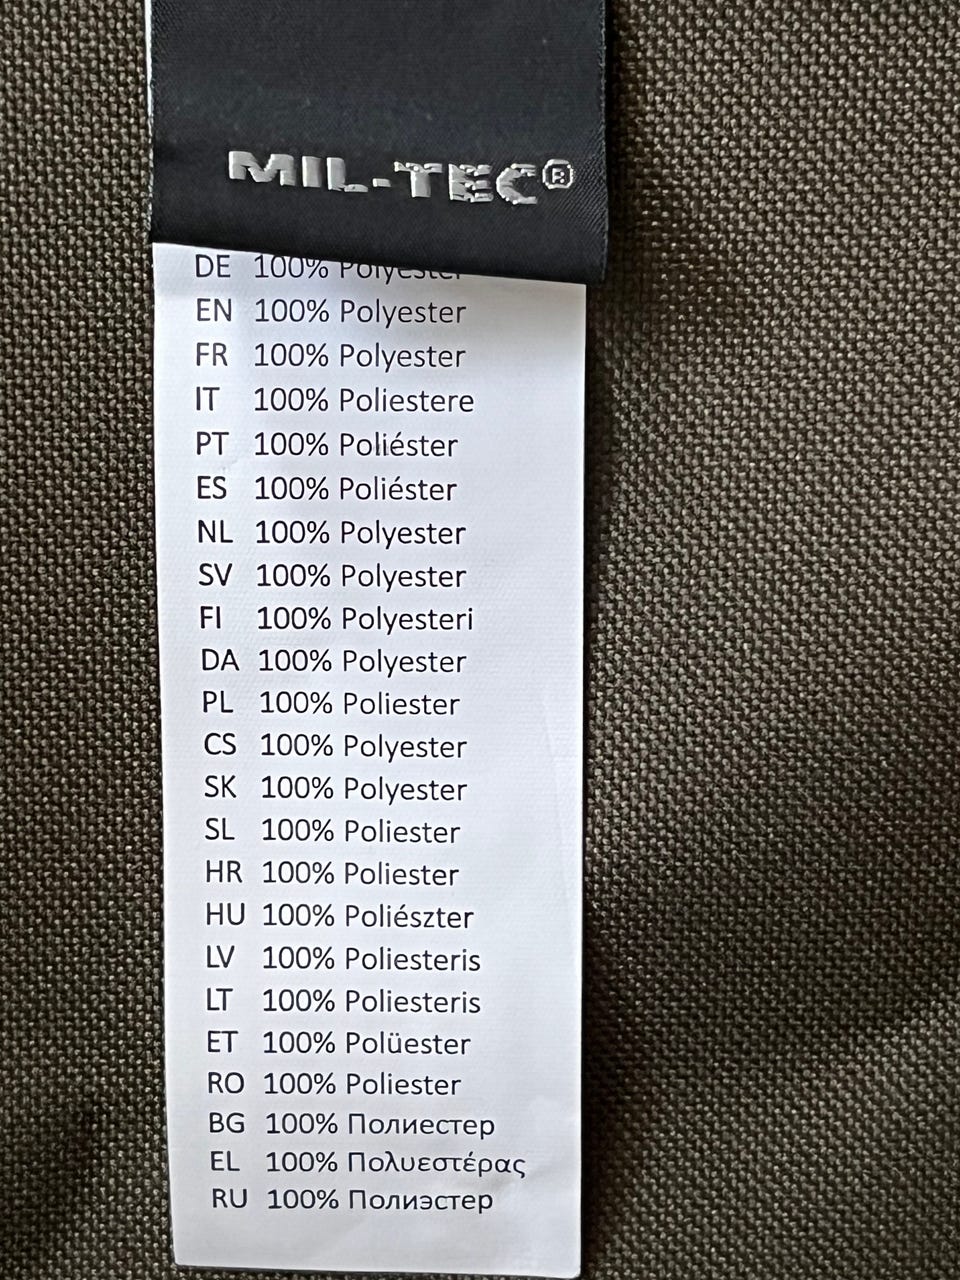 MIL-TEC®
DE 100% Polyester
EN 100% Polyester
FR 100% Polyester
IT 100% Poliestere
PT 100% Poliéster
ES 100% Poliéster
NL 100% Polyester
SV 100% Polyester
FI 100% Polyesteri
DA 100% Polyester
PL 100% Poliester
CS 100% Polyester
SK 100% Polyester
SL 100% Poliester
HR 100% Poliester
HU 100% Poliészter
LV 100% Poliesteris
LT 100% Poliesteris
ET 100% Polüester
RO 100% Poliester
BG 100% Полиестер
EL 100% Πολυεστέρας
RU 100% Полиэстер